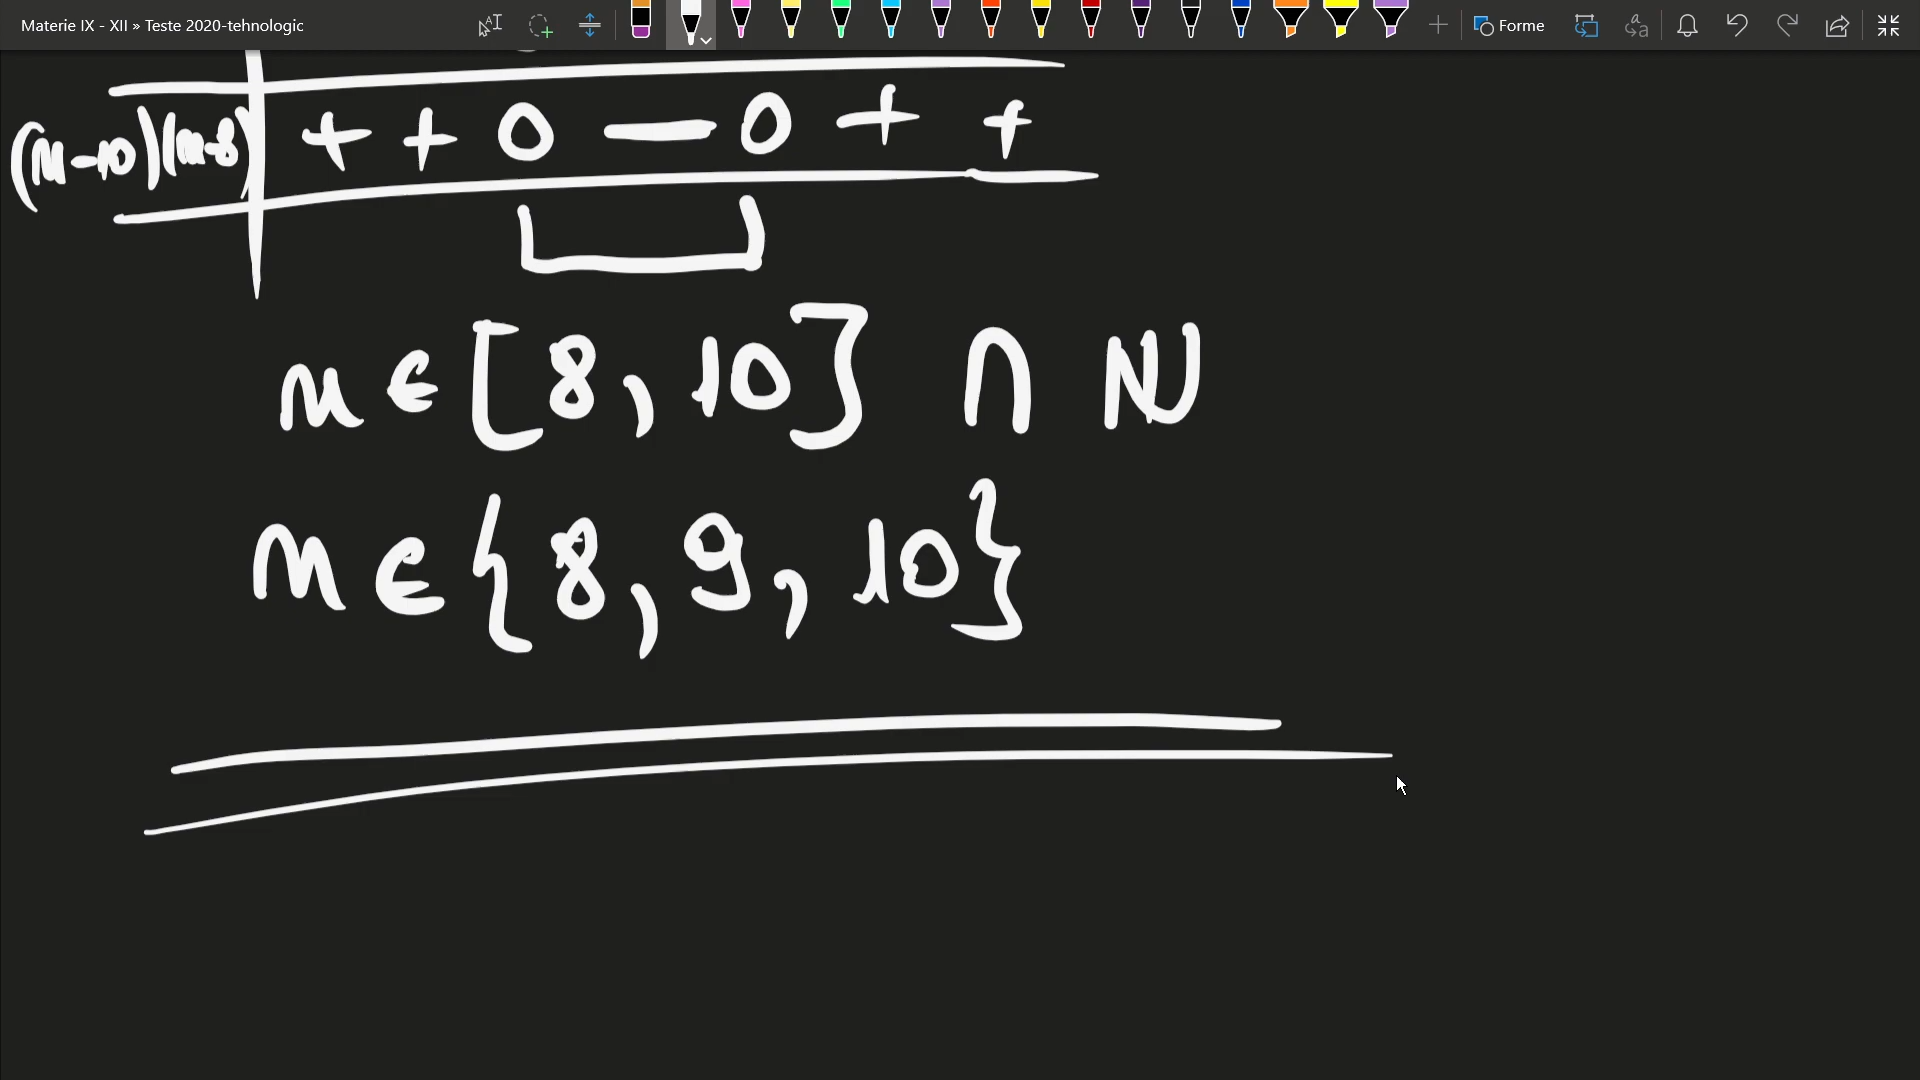 Materie IX - XII » Teste 2020-tehnologic Forme
(n-10)(n-8) + + 0 — 0 + +
n ∈ [8, 10] ∩ ℕ
n ∈ {8, 9, 10}